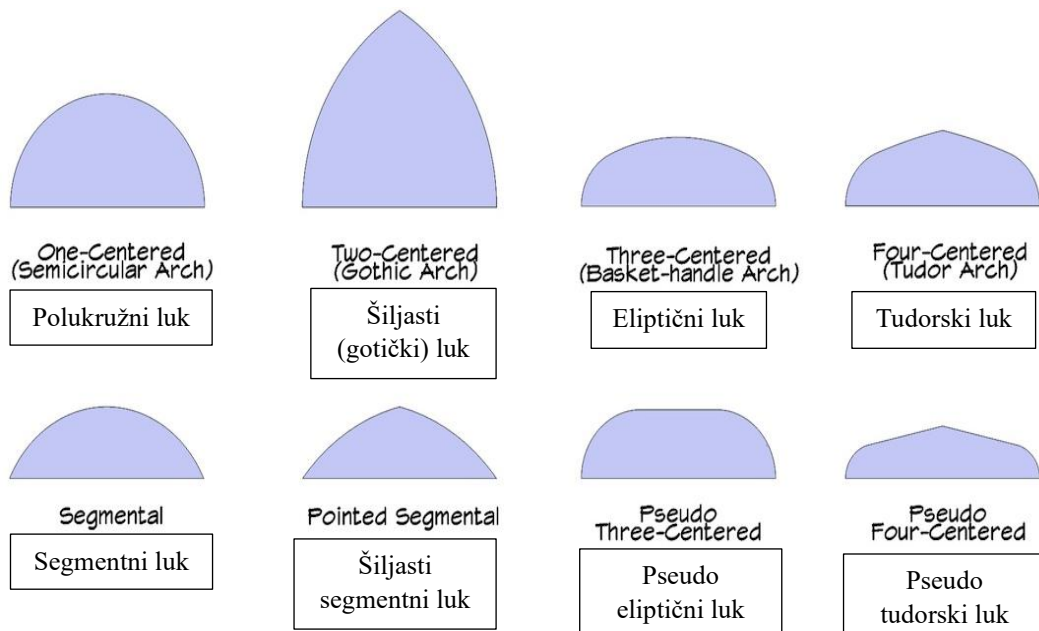 One-Centered
(Semicircular Arch)
Polukružni luk
Two-Centered
(Gothic Arch)
Šiljasti
(gotički) luk
Three-Centered
(Basket-handle Arch)
Eliptični luk
Four-Centered
(Tudor Arch)
Tudorski luk
Segmental
Segmentni luk
Pointed Segmental
Šiljasti
segmentni luk
Pseudo
Three-Centered
Pseudo
eliptični luk
Pseudo
Four-Centered
Pseudo
tudorski luk